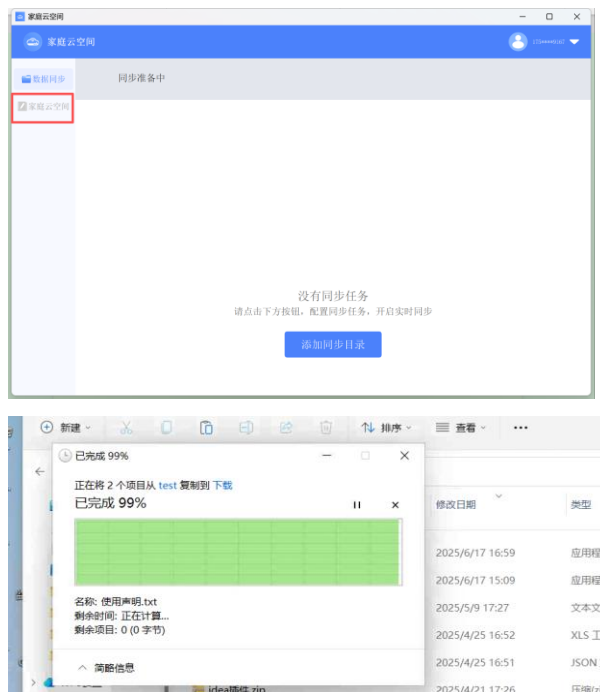 家庭云空间
家庭云空间
数据同步
同步准备中
家庭云空间
没有同步任务
请点击下方按钮，配置同步任务，开启实时同步
添加同步目录
新建
排序
查看
已完成 99%
正在将 2 个项目从 test 复制到 下载
已完成 99%
修改日期
类型
2025/6/17 16:59
应用程
2025/6/17 15:09
应用程
名称: 使用声明.txt
2025/5/9 17:27
文本文
剩余时间: 正在计算...
剩余项目: 0 (0 字节)
2025/4/25 16:52
XLS 工
简略信息
2025/4/25 16:51
JSON
idea插件.zip
2025/4/21 17:26
压缩(z